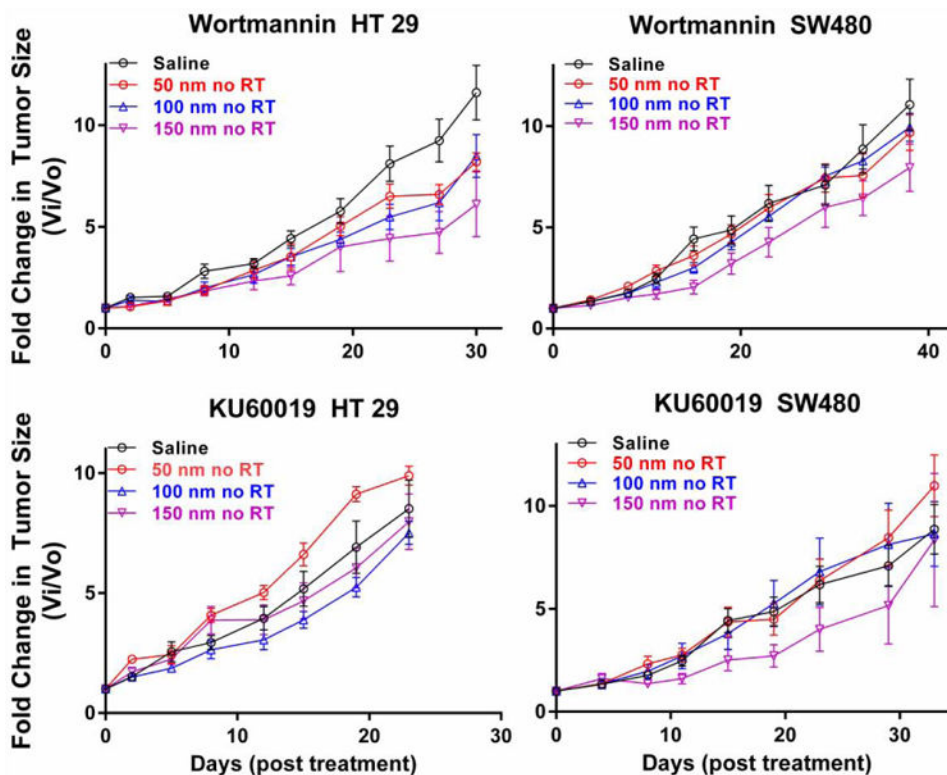 Wortmannin HT 29
Fold Change in Tumor Size
(Vi/Vo)
Saline
50 nm no RT
100 nm no RT
150 nm no RT
10
5
0
0
10
20
30
Wortmannin SW480
Saline
50 nm no RT
100 nm no RT
150 nm no RT
10
5
0
0
20
40
KU60019 HT 29
Fold Change in Tumor Size
(Vi/Vo)
Saline
50 nm no RT
100 nm no RT
150 nm no RT
10
5
0
0
10
20
30
Days (post treatment)
KU60019 SW480
Saline
50 nm no RT
100 nm no RT
150 nm no RT
10
5
0
0
10
20
30
Days (post treatment)